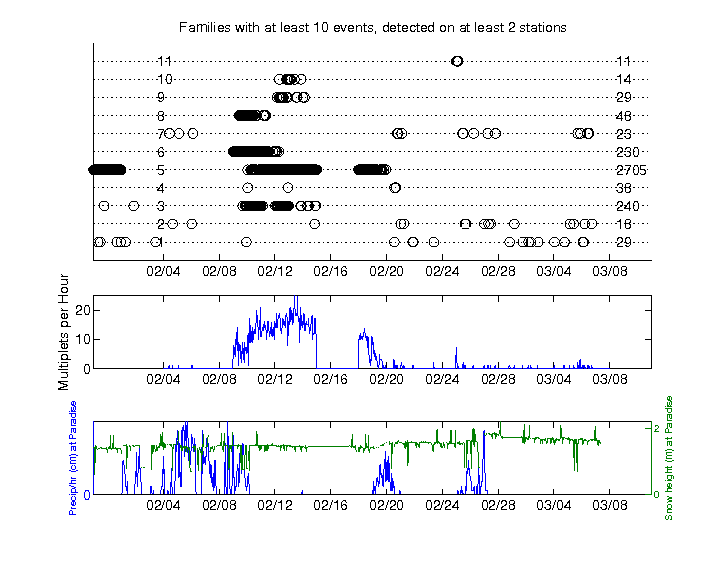 Families with at least 10 events, detected on at least 2 stations
11 11
10 14
9 29
8 48
7 23
6 230
5 2705
4 38
3 240
2 18
1 29
02/04 02/08 02/12 02/16 02/20 02/24 02/28 03/04 03/08
Multiplets per Hour
20
10
0
02/04 02/08 02/12 02/16 02/20 02/24 02/28 03/04 03/08
Precip/hr (cm) at Paradise
0
2
0
Snow height (m) at Paradise
02/04 02/08 02/12 02/16 02/20 02/24 02/28 03/04 03/08